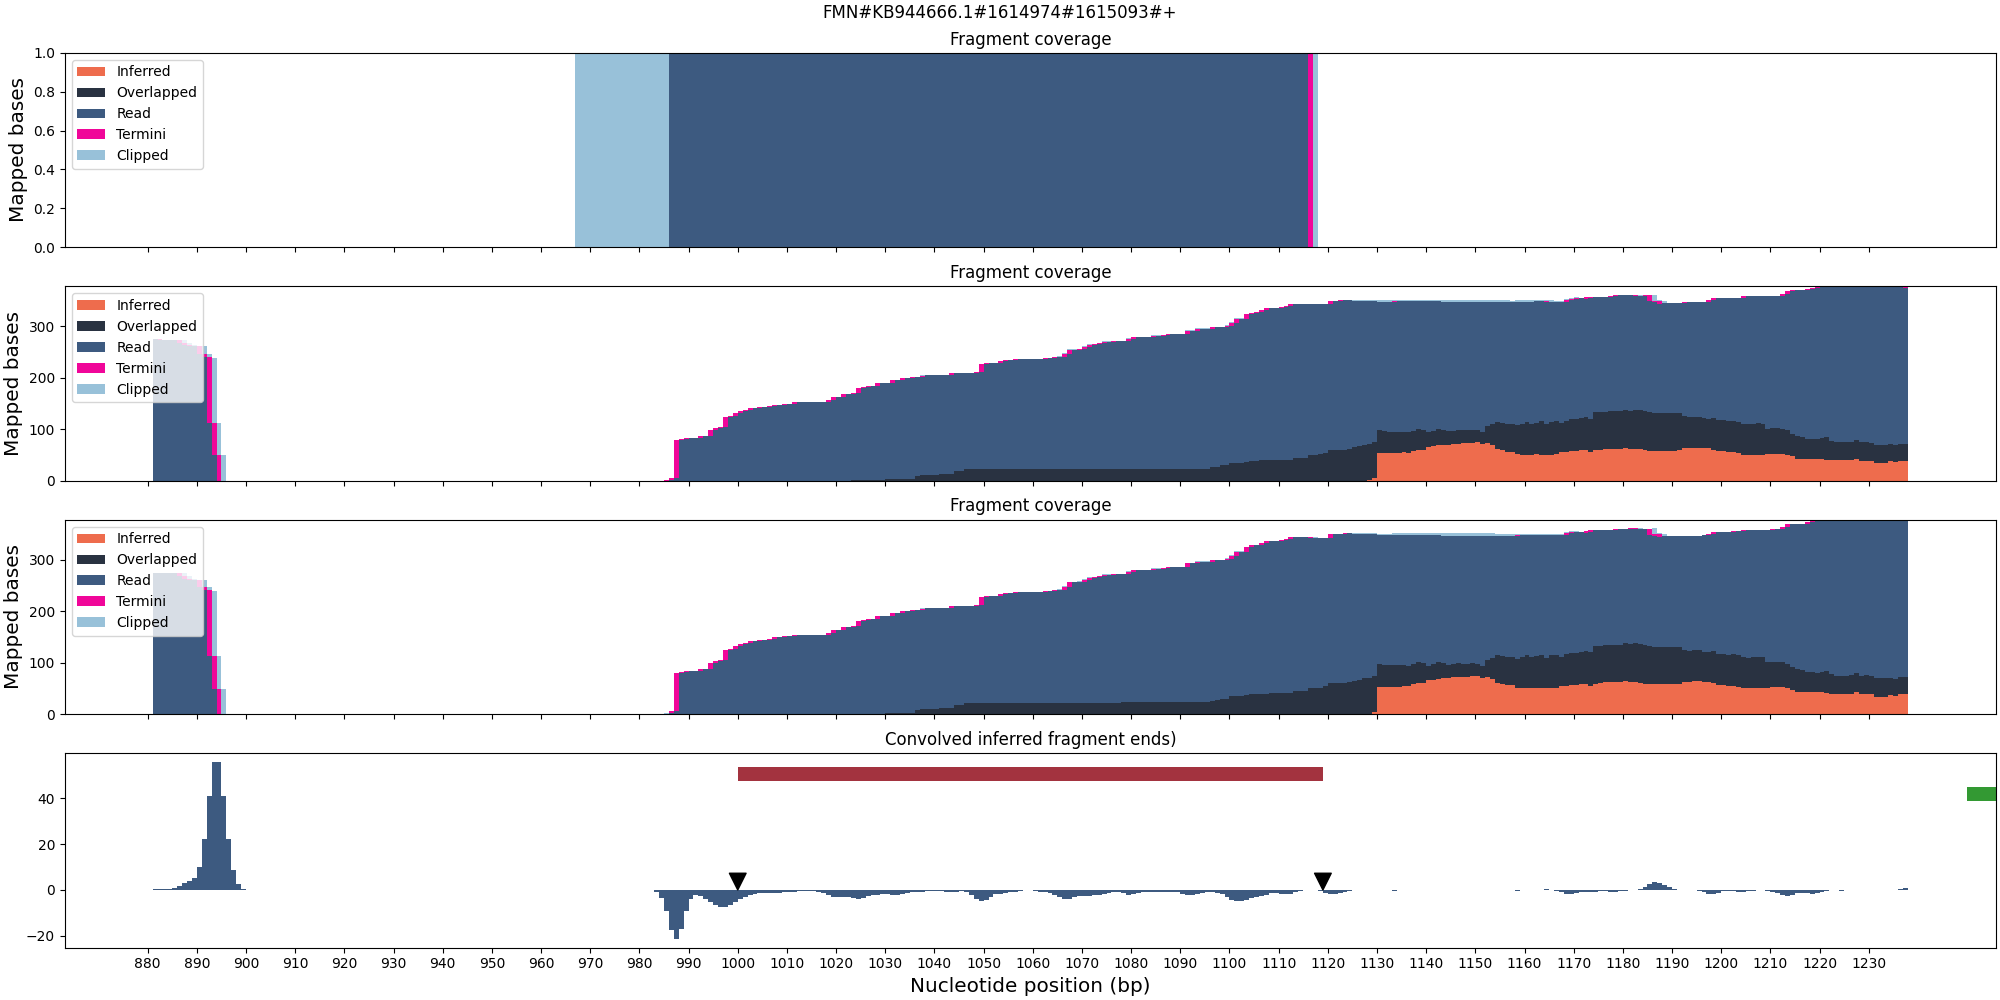 FMN#KB944666.1#1614974#1615093#+
Fragment coverage
Mapped bases
1.0
0.8
0.6
0.4
0.2
0.0
Inferred
Overlapped
Read
Termini
Clipped
Fragment coverage
Mapped bases
300
200
100
0
Inferred
Overlapped
Read
Termini
Clipped
Fragment coverage
Mapped bases
300
200
100
0
Inferred
Overlapped
Read
Termini
Clipped
Convolved inferred fragment ends)
40
20
0
−20
880 890 900 910 920 930 940 950 960 970 980 990 1000 1010 1020 1030 1040 1050 1060 1070 1080 1090 1100 1110 1120 1130 1140 1150 1160 1170 1180 1190 1200 1210 1220 1230
Nucleotide position (bp)